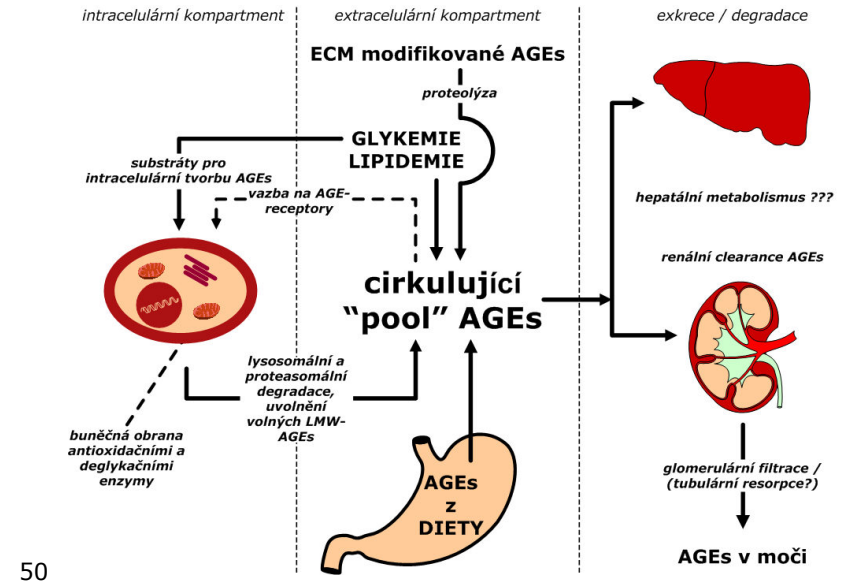 intracelulární kompartment
extracelulární kompartment
exkrece / degradace
ECM modifikované AGEs
proteolýza
GLYKEMIE
LIPIDEMIE
substráty pro
intracelulární tvorbu AGEs
vazba na AGE-
receptory
hepatální metabolismus ???
renální clearance AGEs
cirkulující
“pool” AGEs
lysosomální a
proteasomální
degradace,
uvolnění
volných LMW-
AGEs
buněčná obrana
antioxidačními a
deglykačními
enzymy
AGEs
z
DIETY
glomerulární filtrace /
(tubulární resorpce?)
AGEs v moči
50